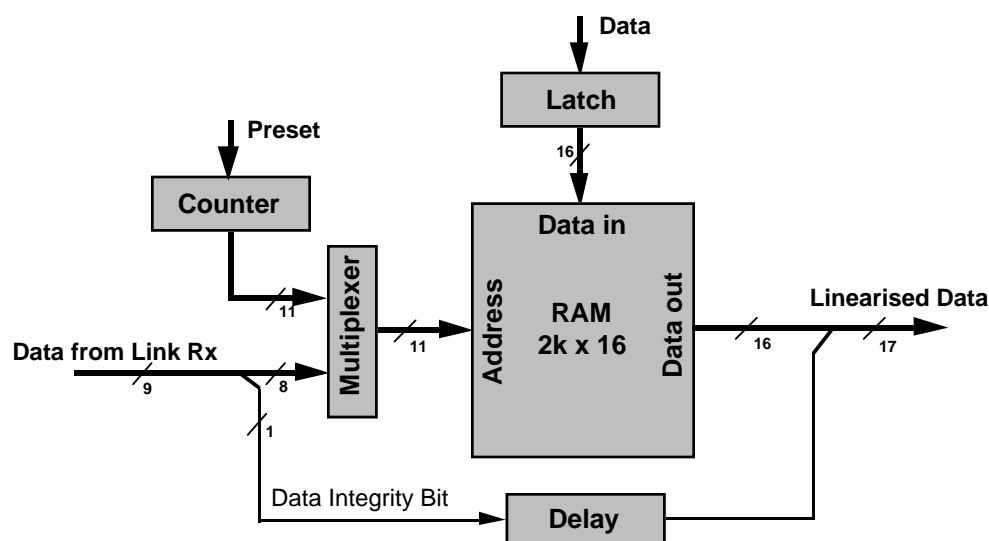 Data
Latch
16
Preset
Counter
11
Multiplexer
11
Data from Link Rx
9
8
1
Data in
Address
RAM
2k x 16
Data out
16
Linearised Data
17
Data Integrity Bit
Delay